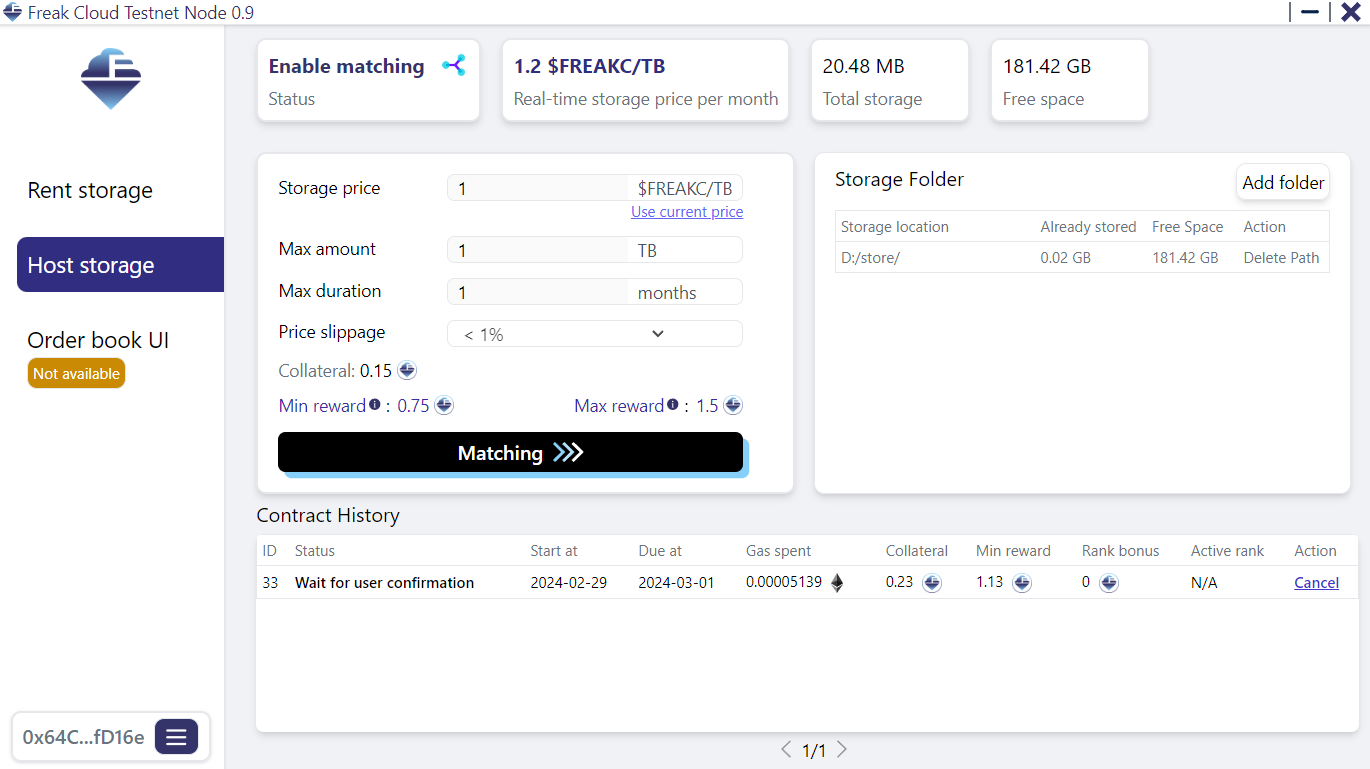 Freak Cloud Testnet Node 0.9
Enable matching
Status
1.2 $FREAKC/TB
Real-time storage price per month
20.48 MB
Total storage
181.42 GB
Free space
Rent storage
Host storage
Order book UI
Not available
0x64C...fD16e
Storage price
1
$FREAKC/TB
Use current price
Max amount
1
TB
Max duration
1
months
Price slippage
< 1%
Collateral: 0.15
Min reward : 0.75
Max reward : 1.5
Matching
Storage Folder
Add folder
Storage location Already stored Free Space Action
D:/store/ 0.02 GB 181.42 GB Delete Path
Contract History
ID Status Start at Due at Gas spent Collateral Min reward Rank bonus Active rank Action
33 Wait for user confirmation 2024-02-29 2024-03-01 0.00005139 0.23 1.13 0 N/A Cancel
1/1